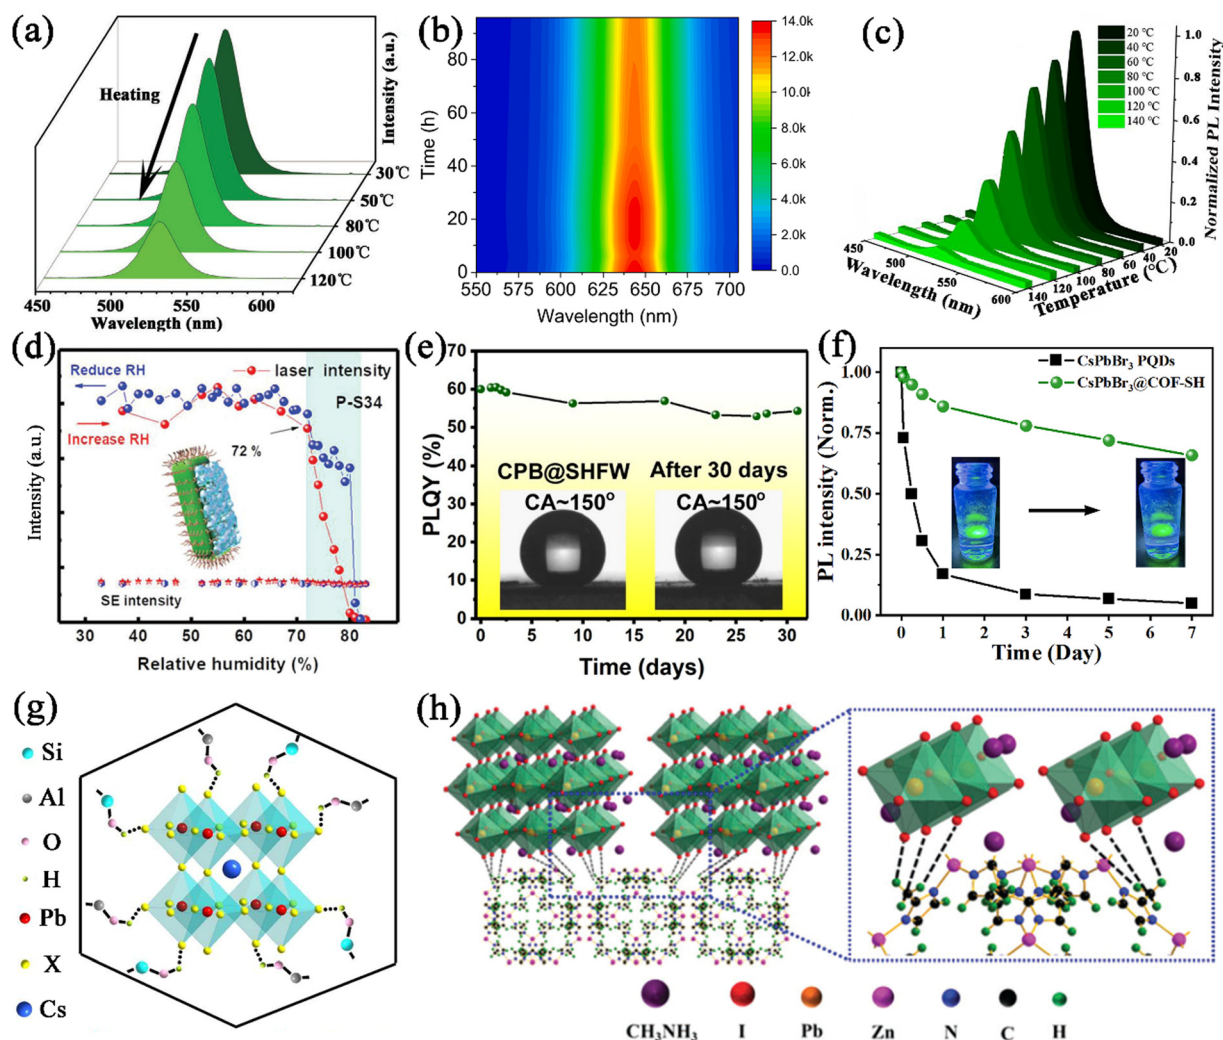 (a)
Heating
Intensity (a.u.)
30℃
50℃
80℃
100℃
120℃
450
500
550
600
Wavelength (nm)
(b)
Time (h)
80
60
40
20
0
550
575
600
625
650
675
700
Wavelength (nm)
14.0k
12.0k
10.0k
8.0k
6.0k
4.0k
2.0k
0.0
(c)
20 ℃
40 ℃
60 ℃
80 ℃
100 ℃
120 ℃
140 ℃
Normalized PL Intensity
1.0
0.8
0.6
0.4
0.2
0.0
450
500
550
600
Wavelength (nm)
20
40
60
80
100
120
140
Temperature (℃)
(d)
Reduce RH
laser intensity
P-S34
Increase RH
72 %
SE intensity
Intensity (a.u.)
30 40 50 60 70 80
Relative humidity (%)
(e)
PLQY (%)
70
60
50
40
30
20
10
0
CPB@SHFW
CA~150°
After 30 days
CA~150°
0 5 10 15 20 25 30
Time (days)
(f)
CsPbBr₃ PQDs
CsPbBr₃@COF-SH
PL intensity (Norm.)
1.00
0.75
0.50
0.25
0.00
0 1 2 3 4 5 6 7
Time (Day)
(g)
Si
Al
O
H
Pb
X
Cs
(h)
CH₃NH₃ I Pb Zn N C H